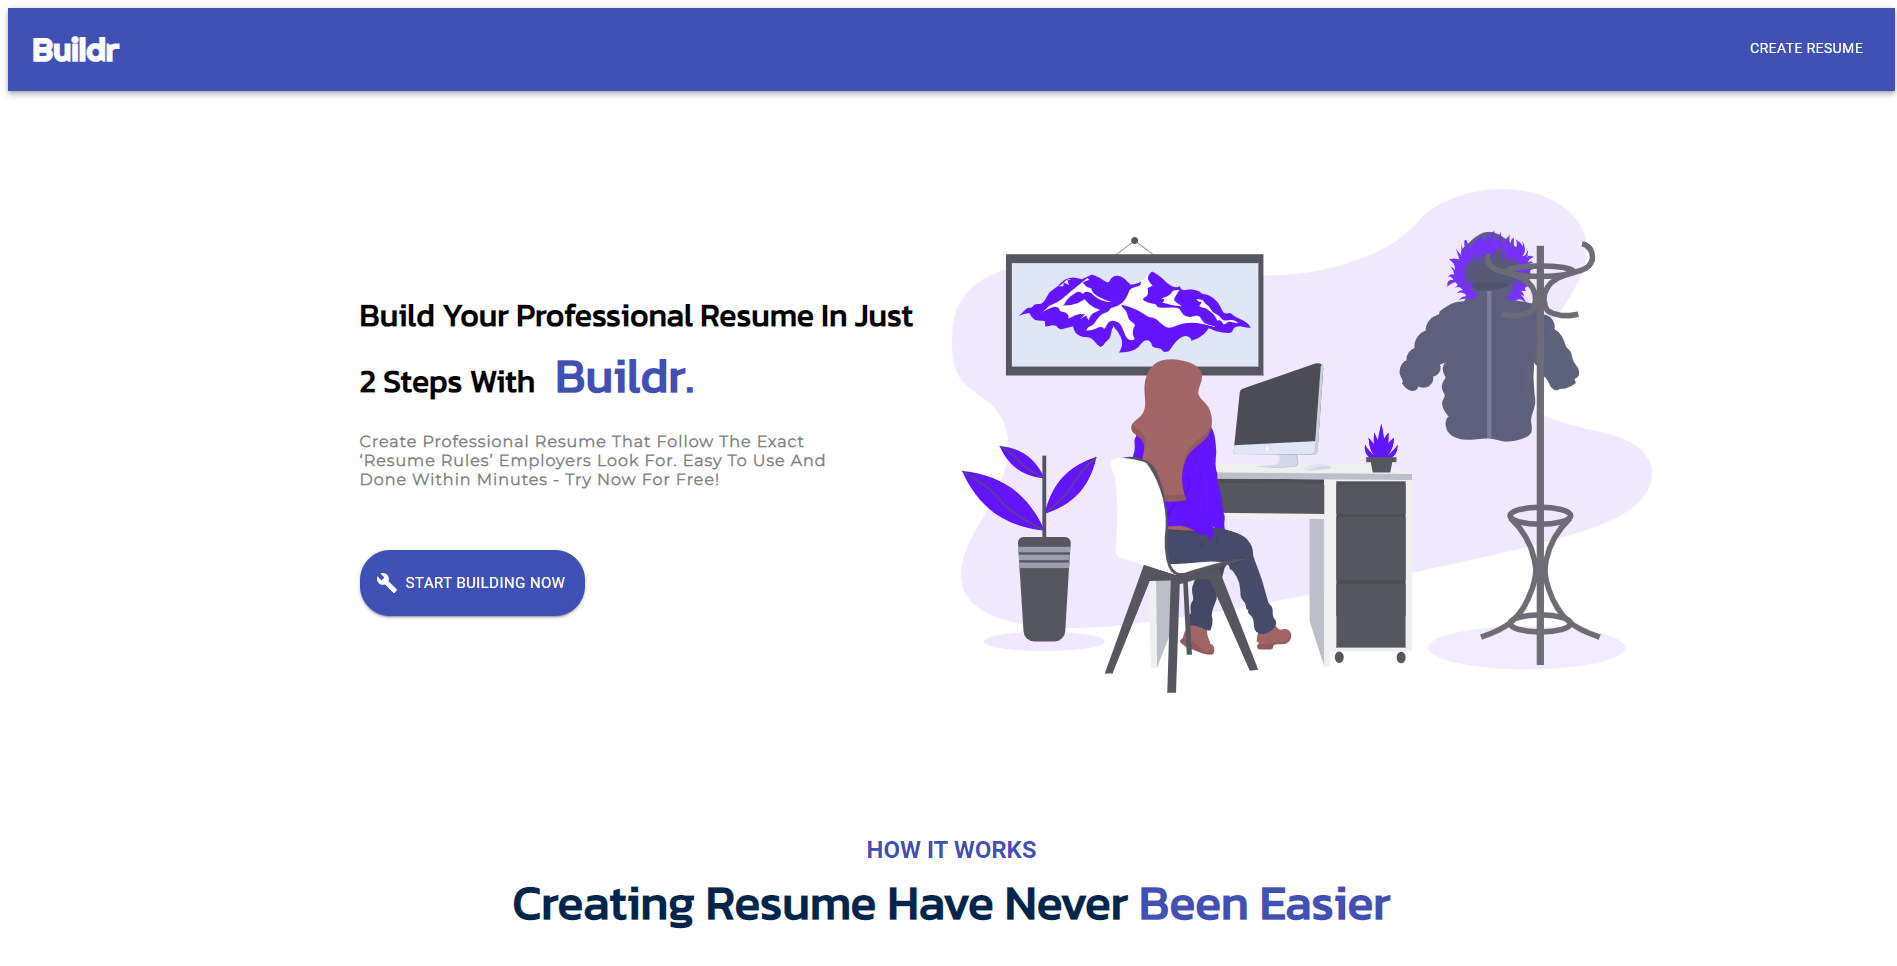 Buildr
CREATE RESUME
Build Your Professional Resume In Just
2 Steps With Buildr.
Create Professional Resume That Follow The Exact
‘Resume Rules’ Employers Look For. Easy To Use And
Done Within Minutes - Try Now For Free!
START BUILDING NOW
HOW IT WORKS
Creating Resume Have Never Been Easier